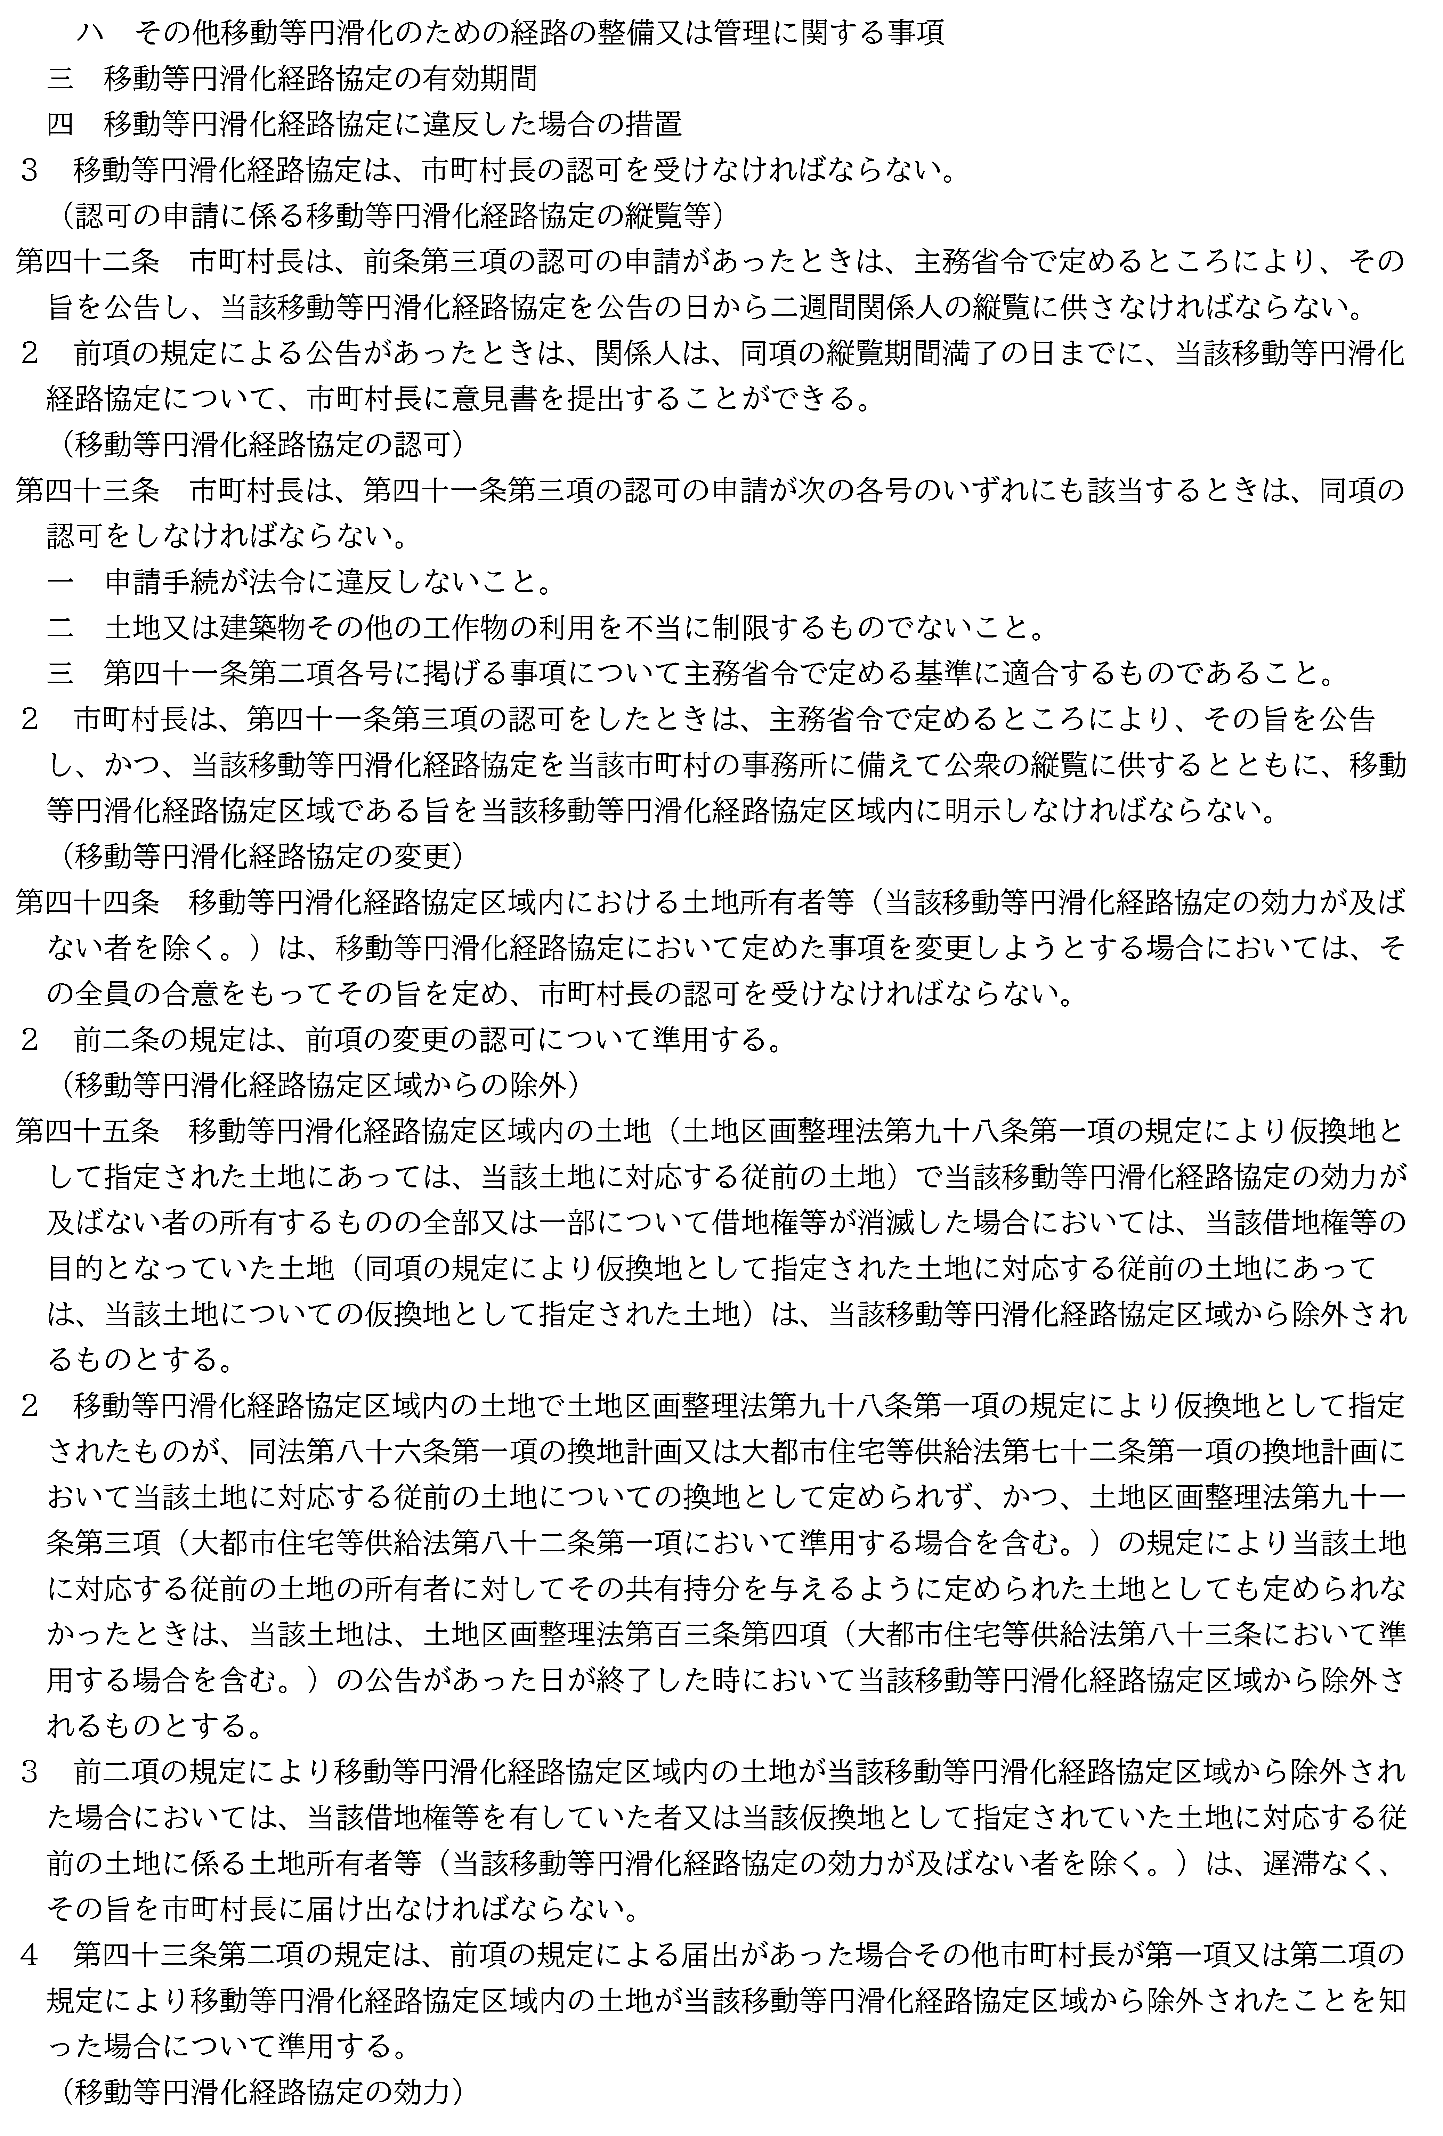 ハ　その他移動等円滑化のための経路の整備又は管理に関する事項
三　移動等円滑化経路協定の有効期間
四　移動等円滑化経路協定に違反した場合の措置
３　移動等円滑化経路協定は、市町村長の認可を受けなければならない。
（認可の申請に係る移動等円滑化経路協定の縦覧等）
第四十二条　市町村長は、前条第三項の認可の申請があったときは、主務省令で定めるところにより、その
旨を公告し、当該移動等円滑化経路協定を公告の日から二週間関係人の縦覧に供さなければならない。
２　前項の規定による公告があったときは、関係人は、同項の縦覧期間満了の日までに、当該移動等円滑化
経路協定について、市町村長に意見書を提出することができる。
（移動等円滑化経路協定の認可）
第四十三条　市町村長は、第四十一条第三項の認可の申請が次の各号のいずれにも該当するときは、同項の
認可をしなければならない。
一　申請手続が法令に違反しないこと。
二　土地又は建築物その他の工作物の利用を不当に制限するものでないこと。
三　第四十一条第二項各号に掲げる事項について主務省令で定める基準に適合するものであること。
２　市町村長は、第四十一条第三項の認可をしたときは、主務省令で定めるところにより、その旨を公告
し、かつ、当該移動等円滑化経路協定を当該市町村の事務所に備えて公衆の縦覧に供するとともに、移動
等円滑化経路協定区域である旨を当該移動等円滑化経路協定区域内に明示しなければならない。
（移動等円滑化経路協定の変更）
第四十四条　移動等円滑化経路協定区域内における土地所有者等（当該移動等円滑化経路協定の効力が及ば
ない者を除く。）は、移動等円滑化経路協定において定めた事項を変更しようとする場合においては、そ
の全員の合意をもってその旨を定め、市町村長の認可を受けなければならない。
２　前二条の規定は、前項の変更の認可について準用する。
（移動等円滑化経路協定区域からの除外）
第四十五条　移動等円滑化経路協定区域内の土地（土地区画整理法第九十八条第一項の規定により仮換地と
して指定された土地にあっては、当該土地に対応する従前の土地）で当該移動等円滑化経路協定の効力が
及ばない者の所有するものの全部又は一部について借地権等が消滅した場合においては、当該借地権等の
目的となっていた土地（同項の規定により仮換地として指定された土地に対応する従前の土地にあって
は、当該土地についての仮換地として指定された土地）は、当該移動等円滑化経路協定区域から除外され
るものとする。
２　移動等円滑化経路協定区域内の土地で土地区画整理法第九十八条第一項の規定により仮換地として指定
されたものが、同法第八十六条第一項の換地計画又は大都市住宅等供給法第七十二条第一項の換地計画に
おいて当該土地に対応する従前の土地についての換地として定められず、かつ、土地区画整理法第九十一
条第三項（大都市住宅等供給法第八十二条第一項において準用する場合を含む。）の規定により当該土地
に対応する従前の土地の所有者に対してその共有持分を与えるように定められた土地としても定められな
かったときは、当該土地は、土地区画整理法第百三条第四項（大都市住宅等供給法第八十三条において準
用する場合を含む。）の公告があった日が終了した時において当該移動等円滑化経路協定区域から除外さ
れるものとする。
３　前二項の規定により移動等円滑化経路協定区域内の土地が当該移動等円滑化経路協定区域から除外され
た場合においては、当該借地権等を有していた者又は当該仮換地として指定されていた土地に対応する従
前の土地に係る土地所有者等（当該移動等円滑化経路協定の効力が及ばない者を除く。）は、遅滞なく、
その旨を市町村長に届け出なければならない。
４　第四十三条第二項の規定は、前項の規定による届出があった場合その他市町村長が第一項又は第二項の
規定により移動等円滑化経路協定区域内の土地が当該移動等円滑化経路協定区域から除外されたことを知
った場合について準用する。
（移動等円滑化経路協定の効力）